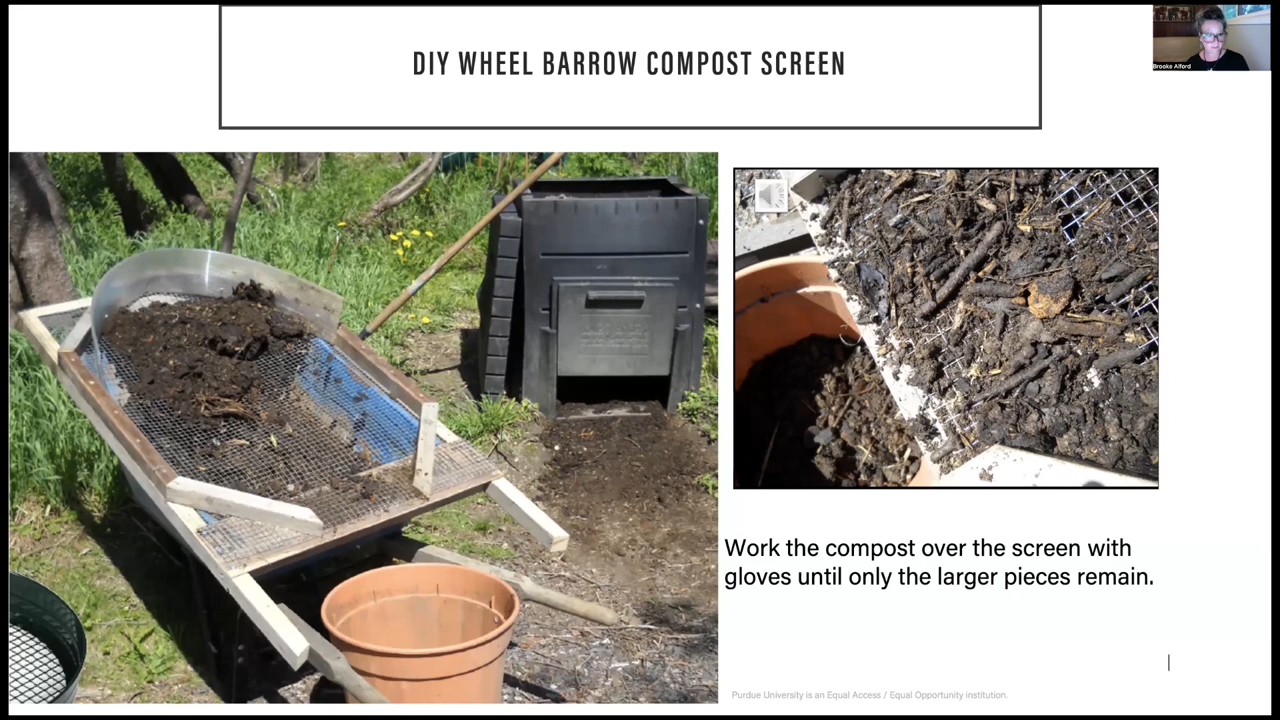 DIY WHEEL BARROW COMPOST SCREEN
Brooke Alford
Work the compost over the screen with
gloves until only the larger pieces remain.
Purdue University is an Equal Access / Equal Opportunity institution.